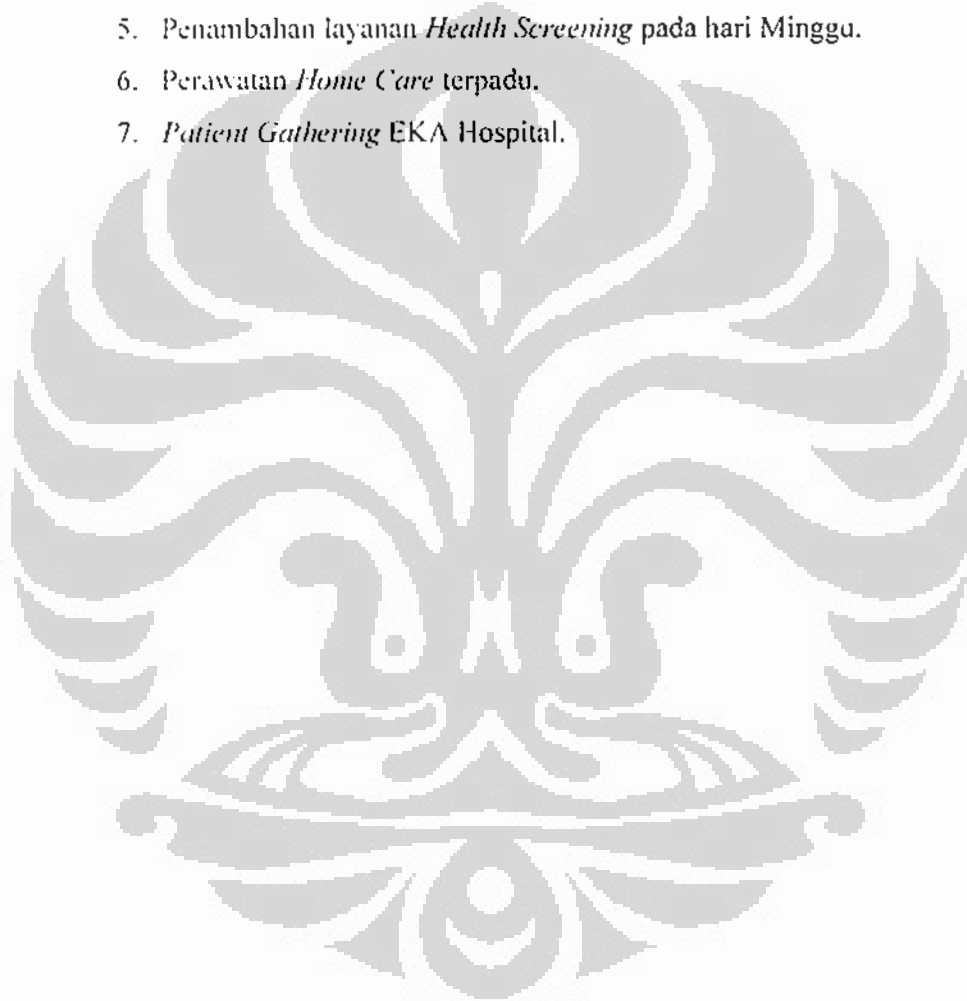 5. Penambahan layanan Health Screening pada hari Minggu.
6. Perawatan Home Care terpadu.
7. Patient Gathering EKA Hospital.